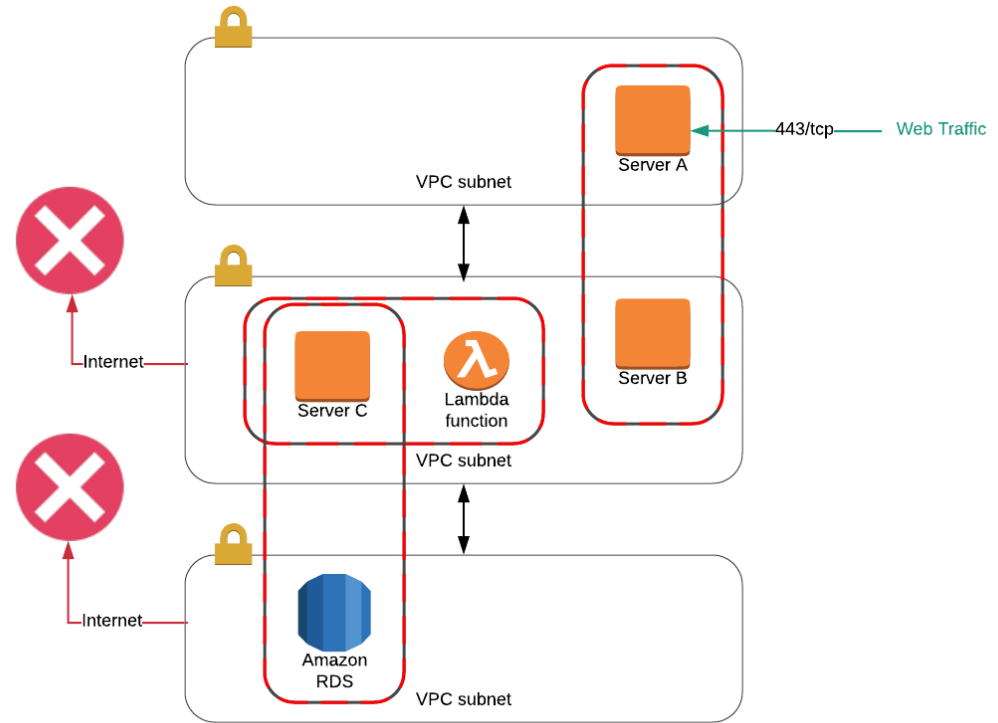 443/tcp
Web Traffic
Server A
VPC subnet
Internet
Server B
Server C
Lambda
function
VPC subnet
Internet
Amazon
RDS
VPC subnet